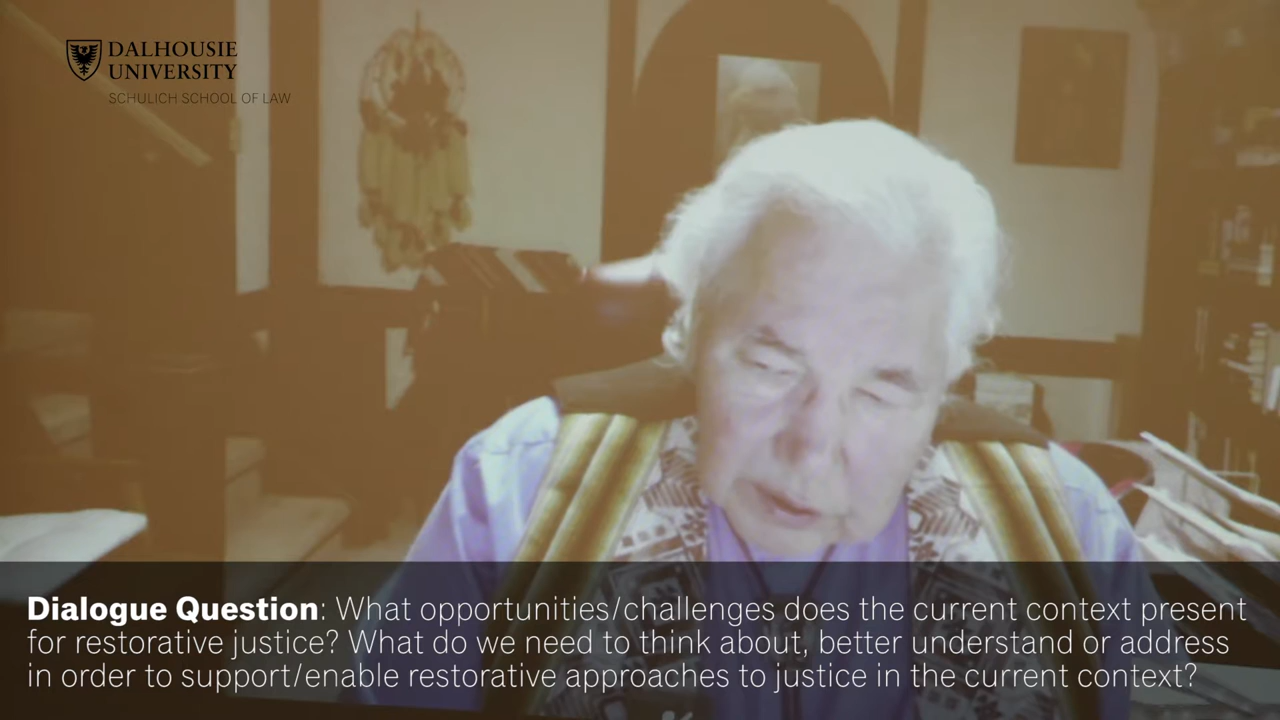 DALHOUSIE
UNIVERSITY
SCHULICH SCHOOL OF LAW
Dialogue Question: What opportunities/challenges does the current context present
for restorative justice? What do we need to think about, better understand or address
in order to support/enable restorative approaches to justice in the current context?